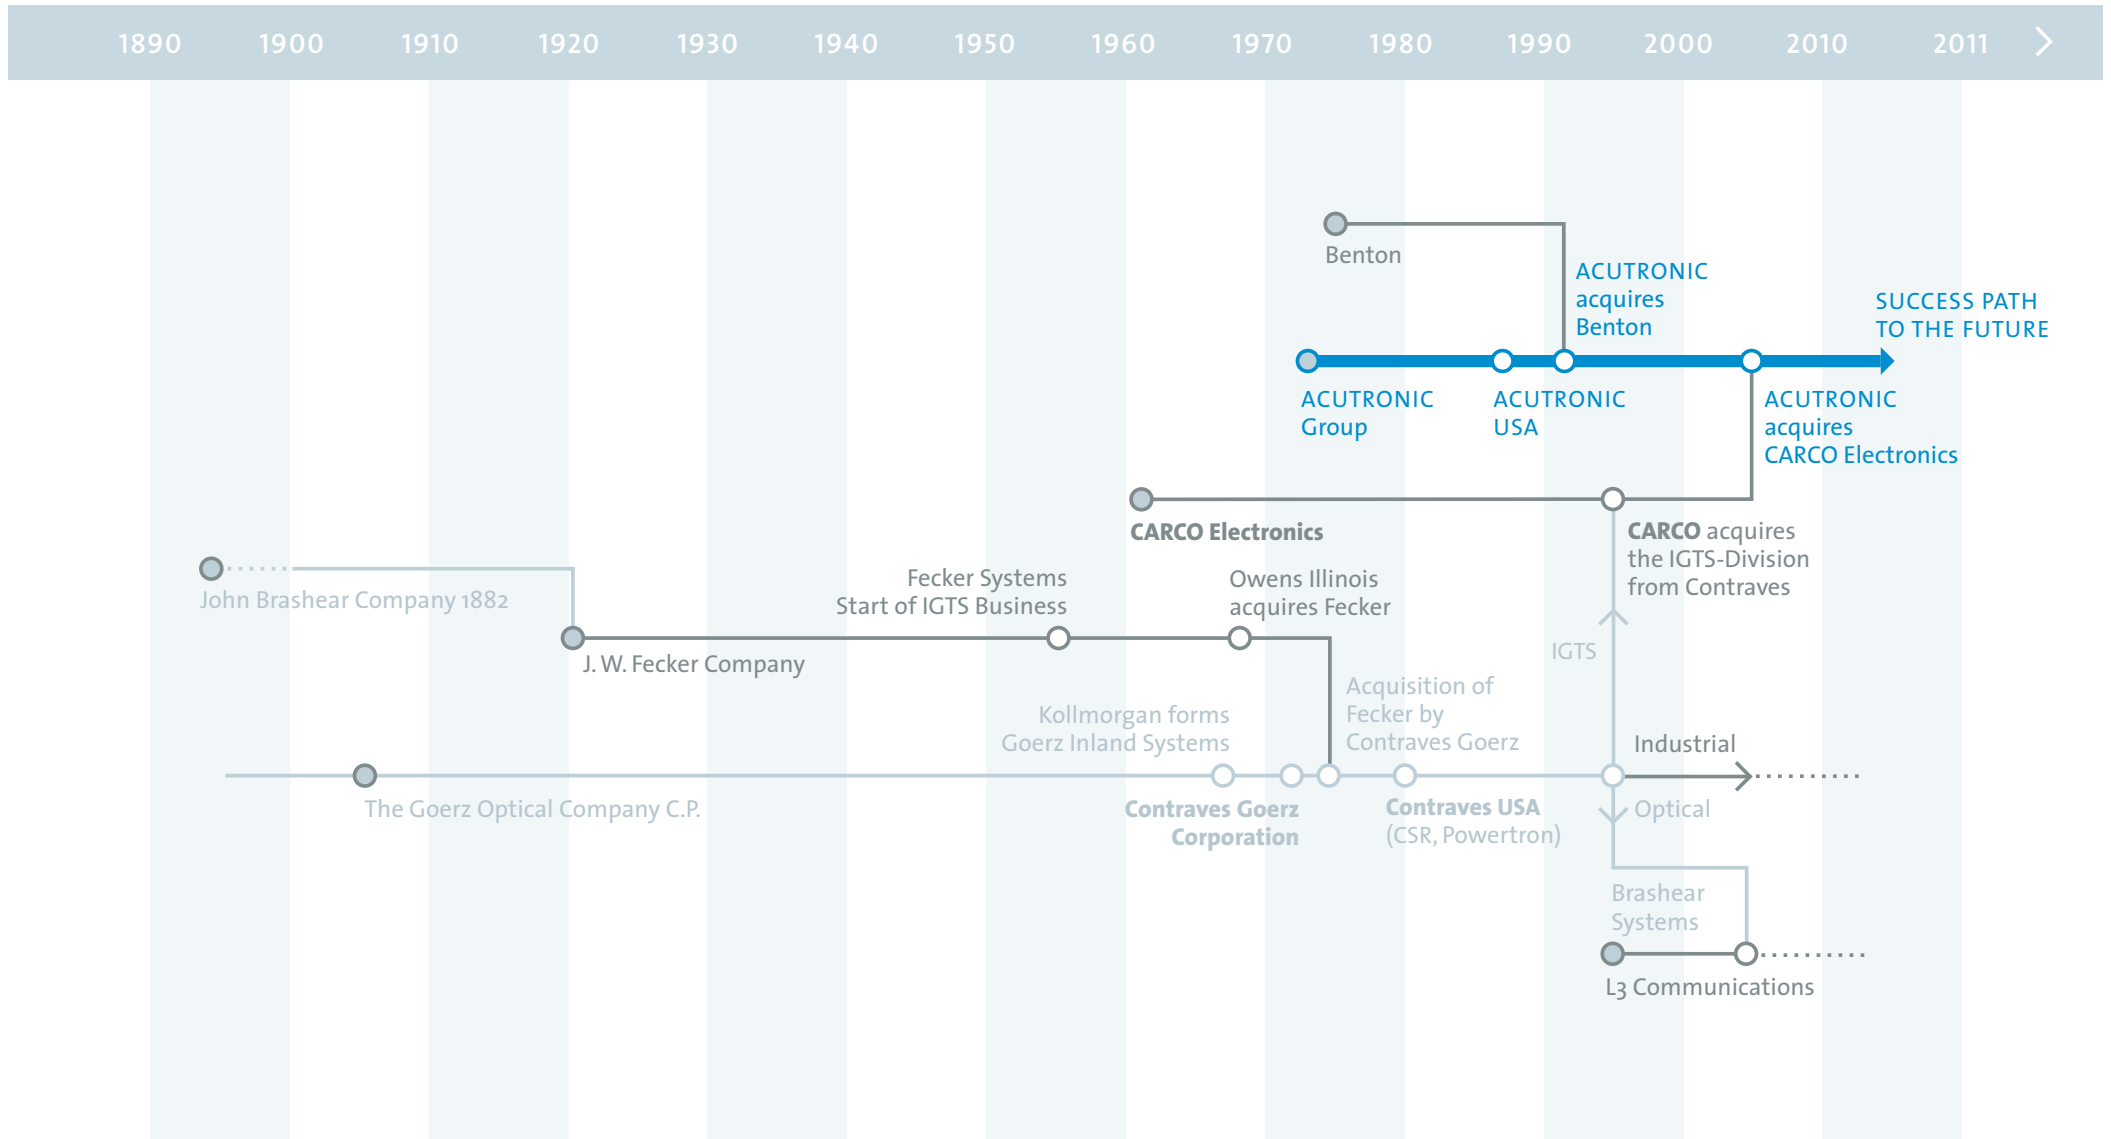 1890 1900 1910 1920 1930 1940 1950 1960 1970 1980 1990 2000 2010 2011
Benton
ACUTRONIC
acquires
Benton
SUCCESS PATH
TO THE FUTURE
ACUTRONIC
Group
ACUTRONIC
USA
ACUTRONIC
acquires
CARCO Electronics
CARCO Electronics
CARCO acquires
the IGTS-Division
from Contraves
John Brashear Company 1882
Fecker Systems
Start of IGTS Business
Owens Illinois
acquires Fecker
J. W. Fecker Company
IGTS
Kollmorgan forms
Goerz Inland Systems
Acquisition of
Fecker by
Contraves Goerz
Industrial
The Goerz Optical Company C.P.
Contraves Goerz
Corporation
Contraves USA
(CSR, Powertron)
Optical
Brashear
Systems
L3 Communications